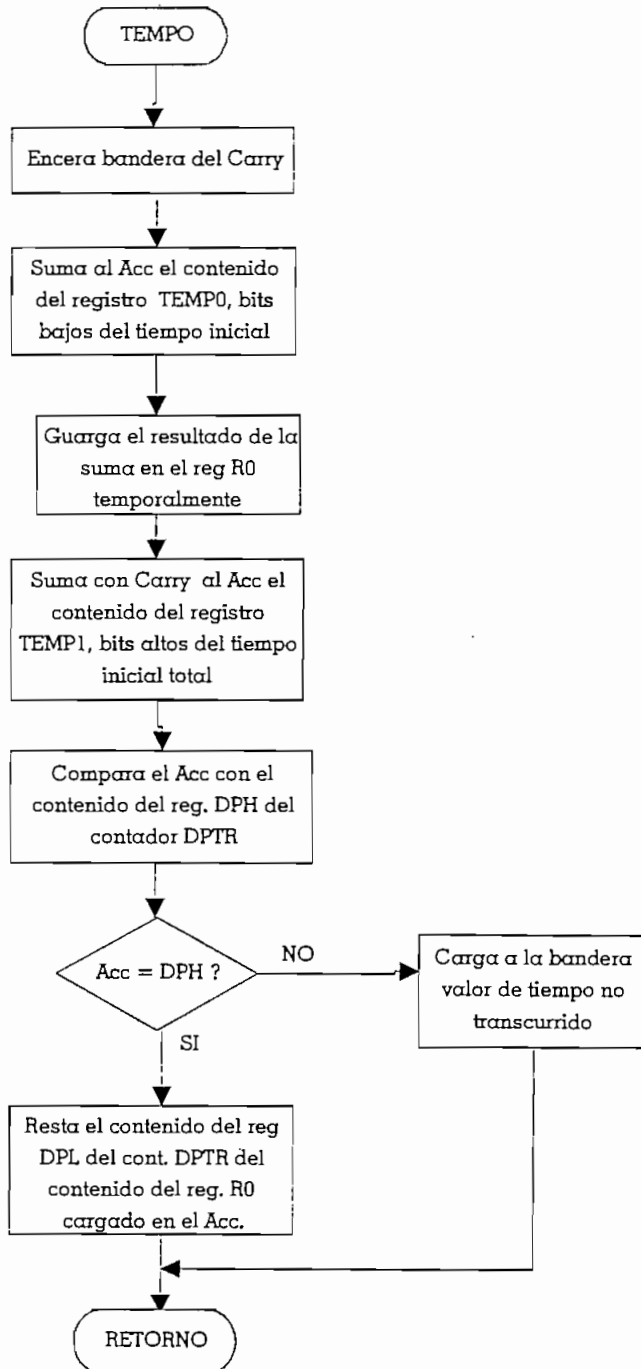 TEMPO
Encera bandera del Carry
Suma al Acc el contenido
del registro TEMP0, bits
bajos del tiempo inicial
Guarga el resultado de la
suma en el reg R0
temporalmente
Suma con Carry al Acc el
contenido del registro
TEMP1, bits altos del tiempo
inicial total
Compara el Acc con el
contenido del reg. DPH del
contador DPTR
Acc = DPH ?
NO
Carga a la bandera
valor de tiempo no
transcurrido
SI
Resta el contenido del reg
DPL del cont. DPTR del
contenido del reg. R0
cargado en el Acc.
RETORNO